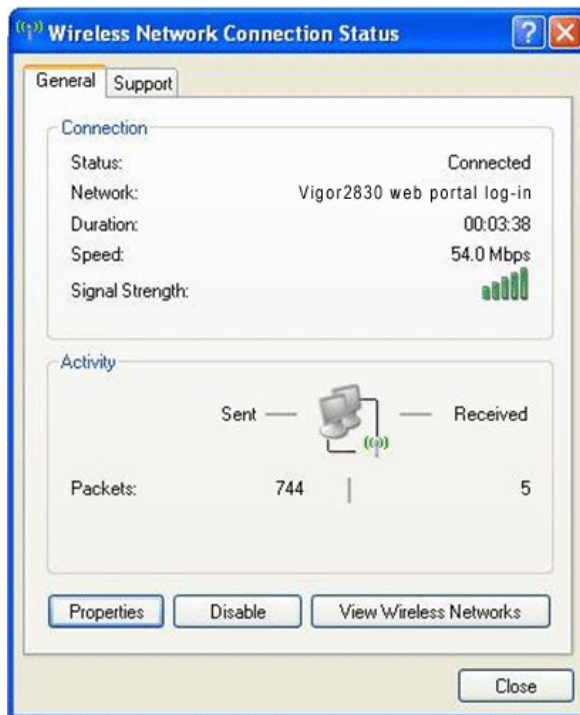 Wireless Network Connection Status
General Support
Connection
Status: Connected
Network: Vigor2830 web portal log-in
Duration: 00:03:38
Speed: 54.0 Mbps
Signal Strength:
Activity
Sent Received
Packets: 744 5
Properties Disable View Wireless Networks
Close